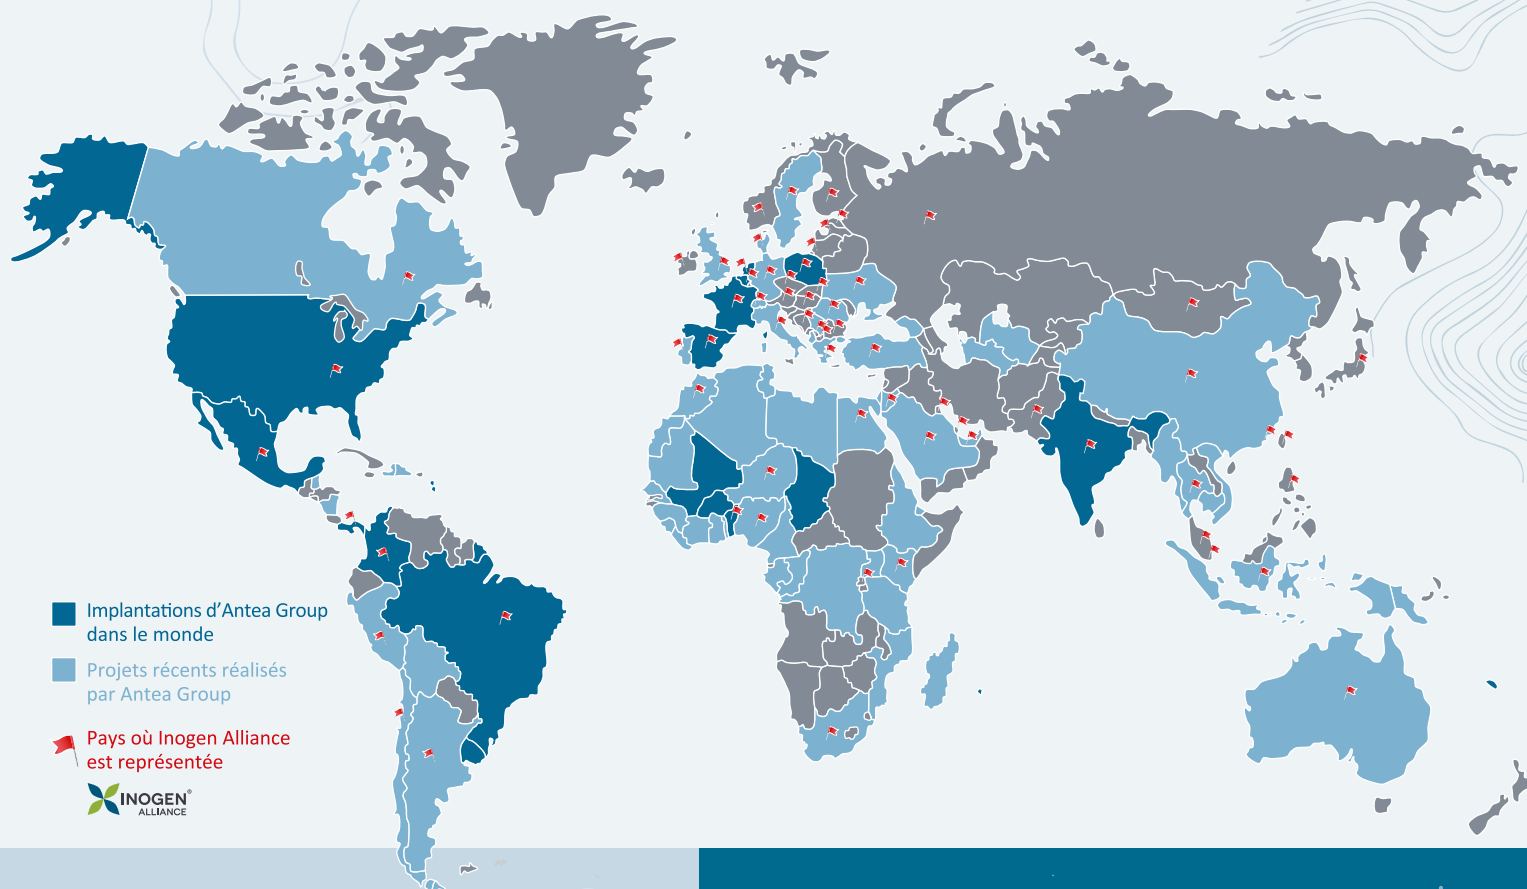 Implantations d'Antea Group
dans le monde
Projets récents réalisés
par Antea Group
Pays où Inogen Alliance
est représentée
INOGEN®
ALLIANCE